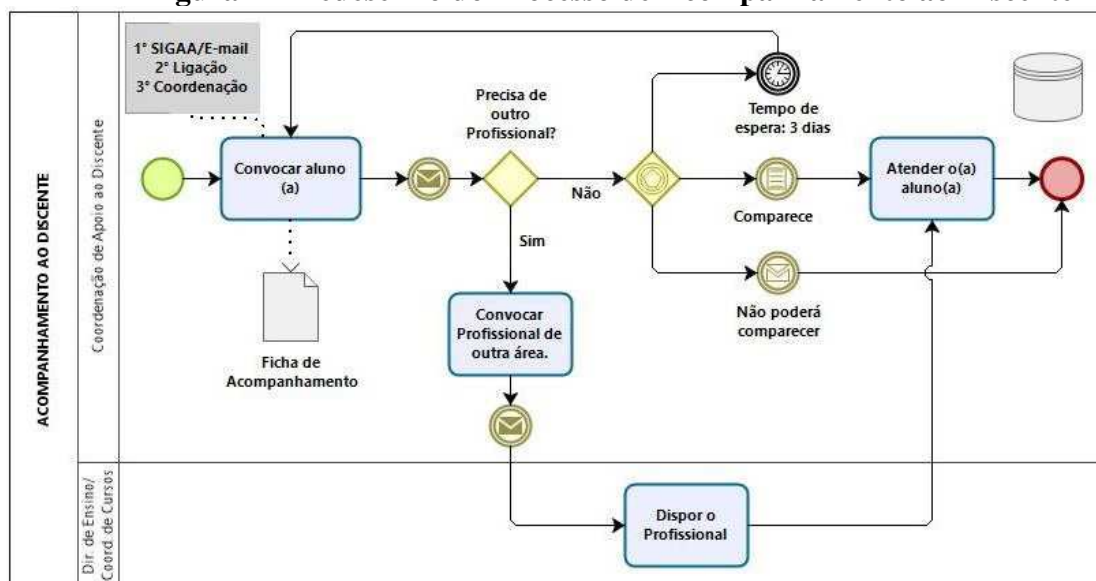 1° SIGAA/E-mail
2° Ligação
3° Coordenação
Precisa de
outro
Profissional?
Tempo de
espera: 3 dias
Convocar aluno
(a)
Não
Comparece
Atender o(a)
aluno(a)
Sim
Não poderá
comparecer
Convocar
Profissional de
outra área.
Ficha de
Acompanhamento
Dispor o
Profissional
ACOMPANHAMENTO AO DISCENTE
Coordenação de Apoio ao Discente
Dir. de Ensino/
Coord. de Cursos